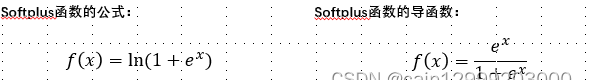 Softplus函数的公式： Softplus函数的导函数：
f(x) = ln(1 + e^x) f(x) = e^x / (1 + e^x)